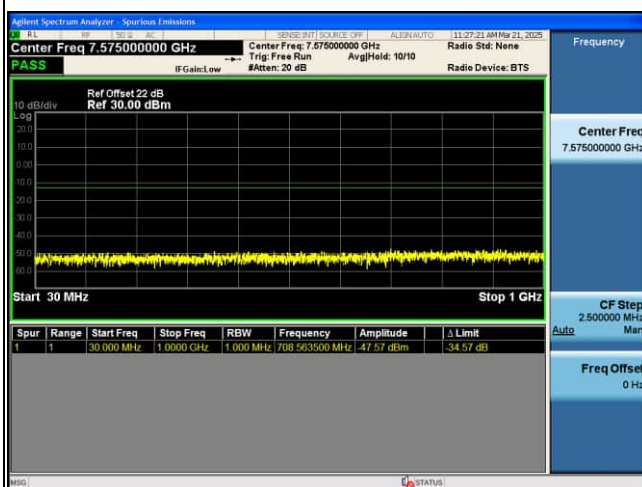 Agilent Spectrum Analyzer - Spurious Emissions
RL RF 50 Ω AC SENSE:INT SOURCE OFF ALIGN AUTO 11:27:21 AM Mar 21, 2025
Center Freq 7.575000000 GHz
Center Freq: 7.575000000 GHz
Radio Std: None
PASS
Trig: Free Run
Avg|Hold: 10/10
IFGain:Low
#Atten: 20 dB
Radio Device: BTS
Frequency
Ref Offset 22 dB
10 dB/div
Ref 30.00 dBm
Log
20.0
10.0
0.00
-10.0
-20.0
-30.0
-40.0
-50.0
-60.0
Start 30 MHz
Stop 1 GHz
Center Freq
7.575000000 GHz
CF Step
2.500000 MHz
Auto Man
Freq Offset
0 Hz
Spur Range Start Freq Stop Freq RBW Frequency Amplitude Δ Limit
1 1 30.000 MHz 1.0000 GHz 1.000 MHz 708.563500 MHz -47.57 dBm -34.57 dB
MSG
STATUS